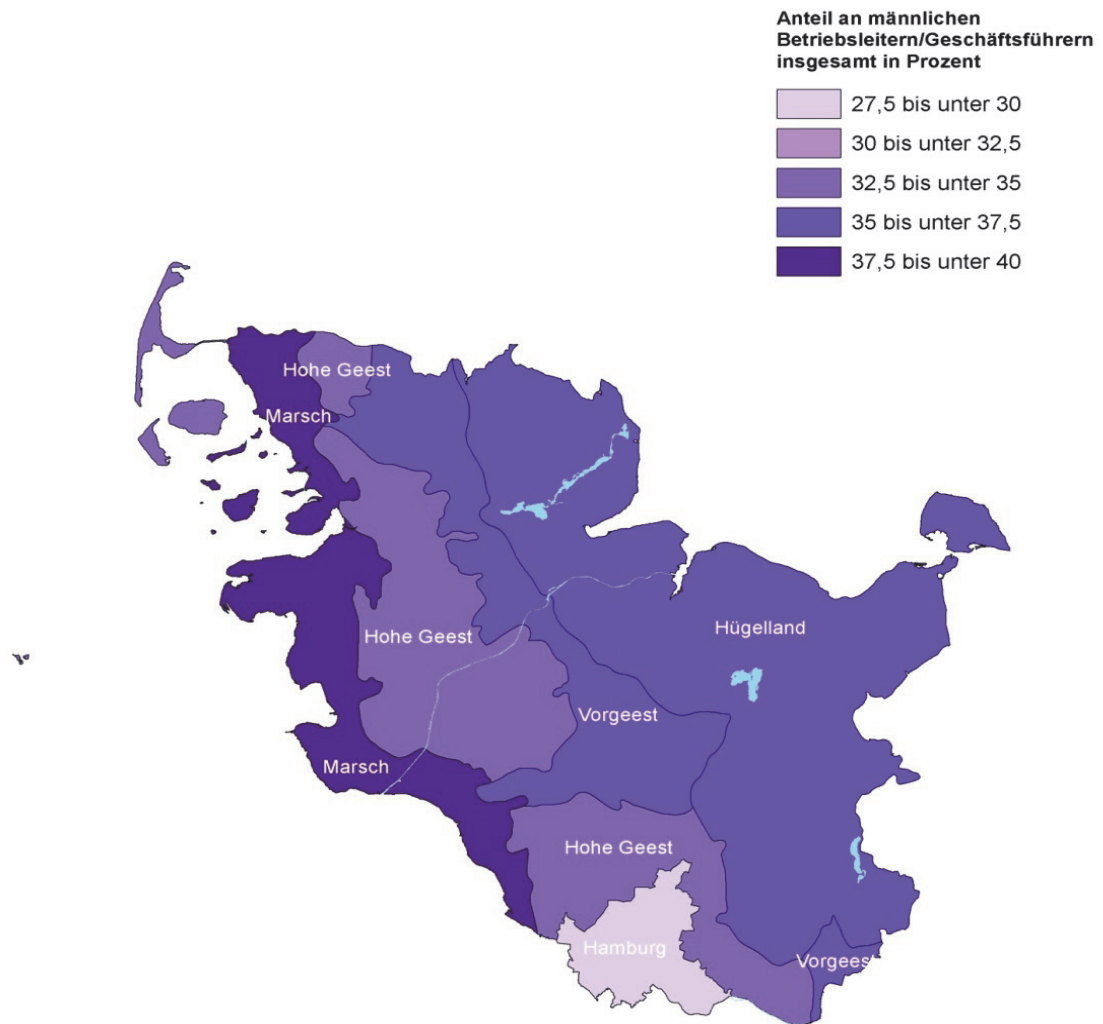 Anteil an männlichen
Betriebsleitern/Geschäftsführern
insgesamt in Prozent
27,5 bis unter 30
30 bis unter 32,5
32,5 bis unter 35
35 bis unter 37,5
37,5 bis unter 40
Hohe Geest
Marsch
Hügelland
Hohe Geest
Vorgeest
Marsch
Hohe Geest
Hamburg
Vorgeest